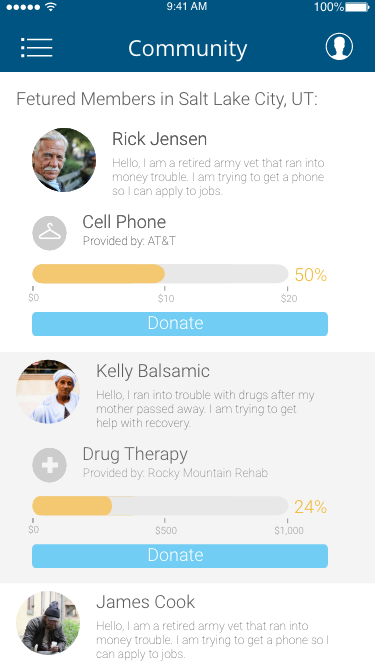 9:41 AM 100%
Community
Fetured Members in Salt Lake City, UT:
Rick Jensen
Hello, I am a retired army vet that ran into
money trouble. I am trying to get a phone
so I can apply to jobs.
Cell Phone
Provided by: AT&T
50%
$0 $10 $20
Donate
Kelly Balsamic
Hello, I ran into trouble with drugs after my
mother passed away. I am trying to get
help with recovery.
Drug Therapy
Provided by: Rocky Mountain Rehab
24%
$0 $500 $1,000
Donate
James Cook
Hello, I am a retired army vet that ran into
money trouble. I am trying to get a phone so I
can apply to jobs.